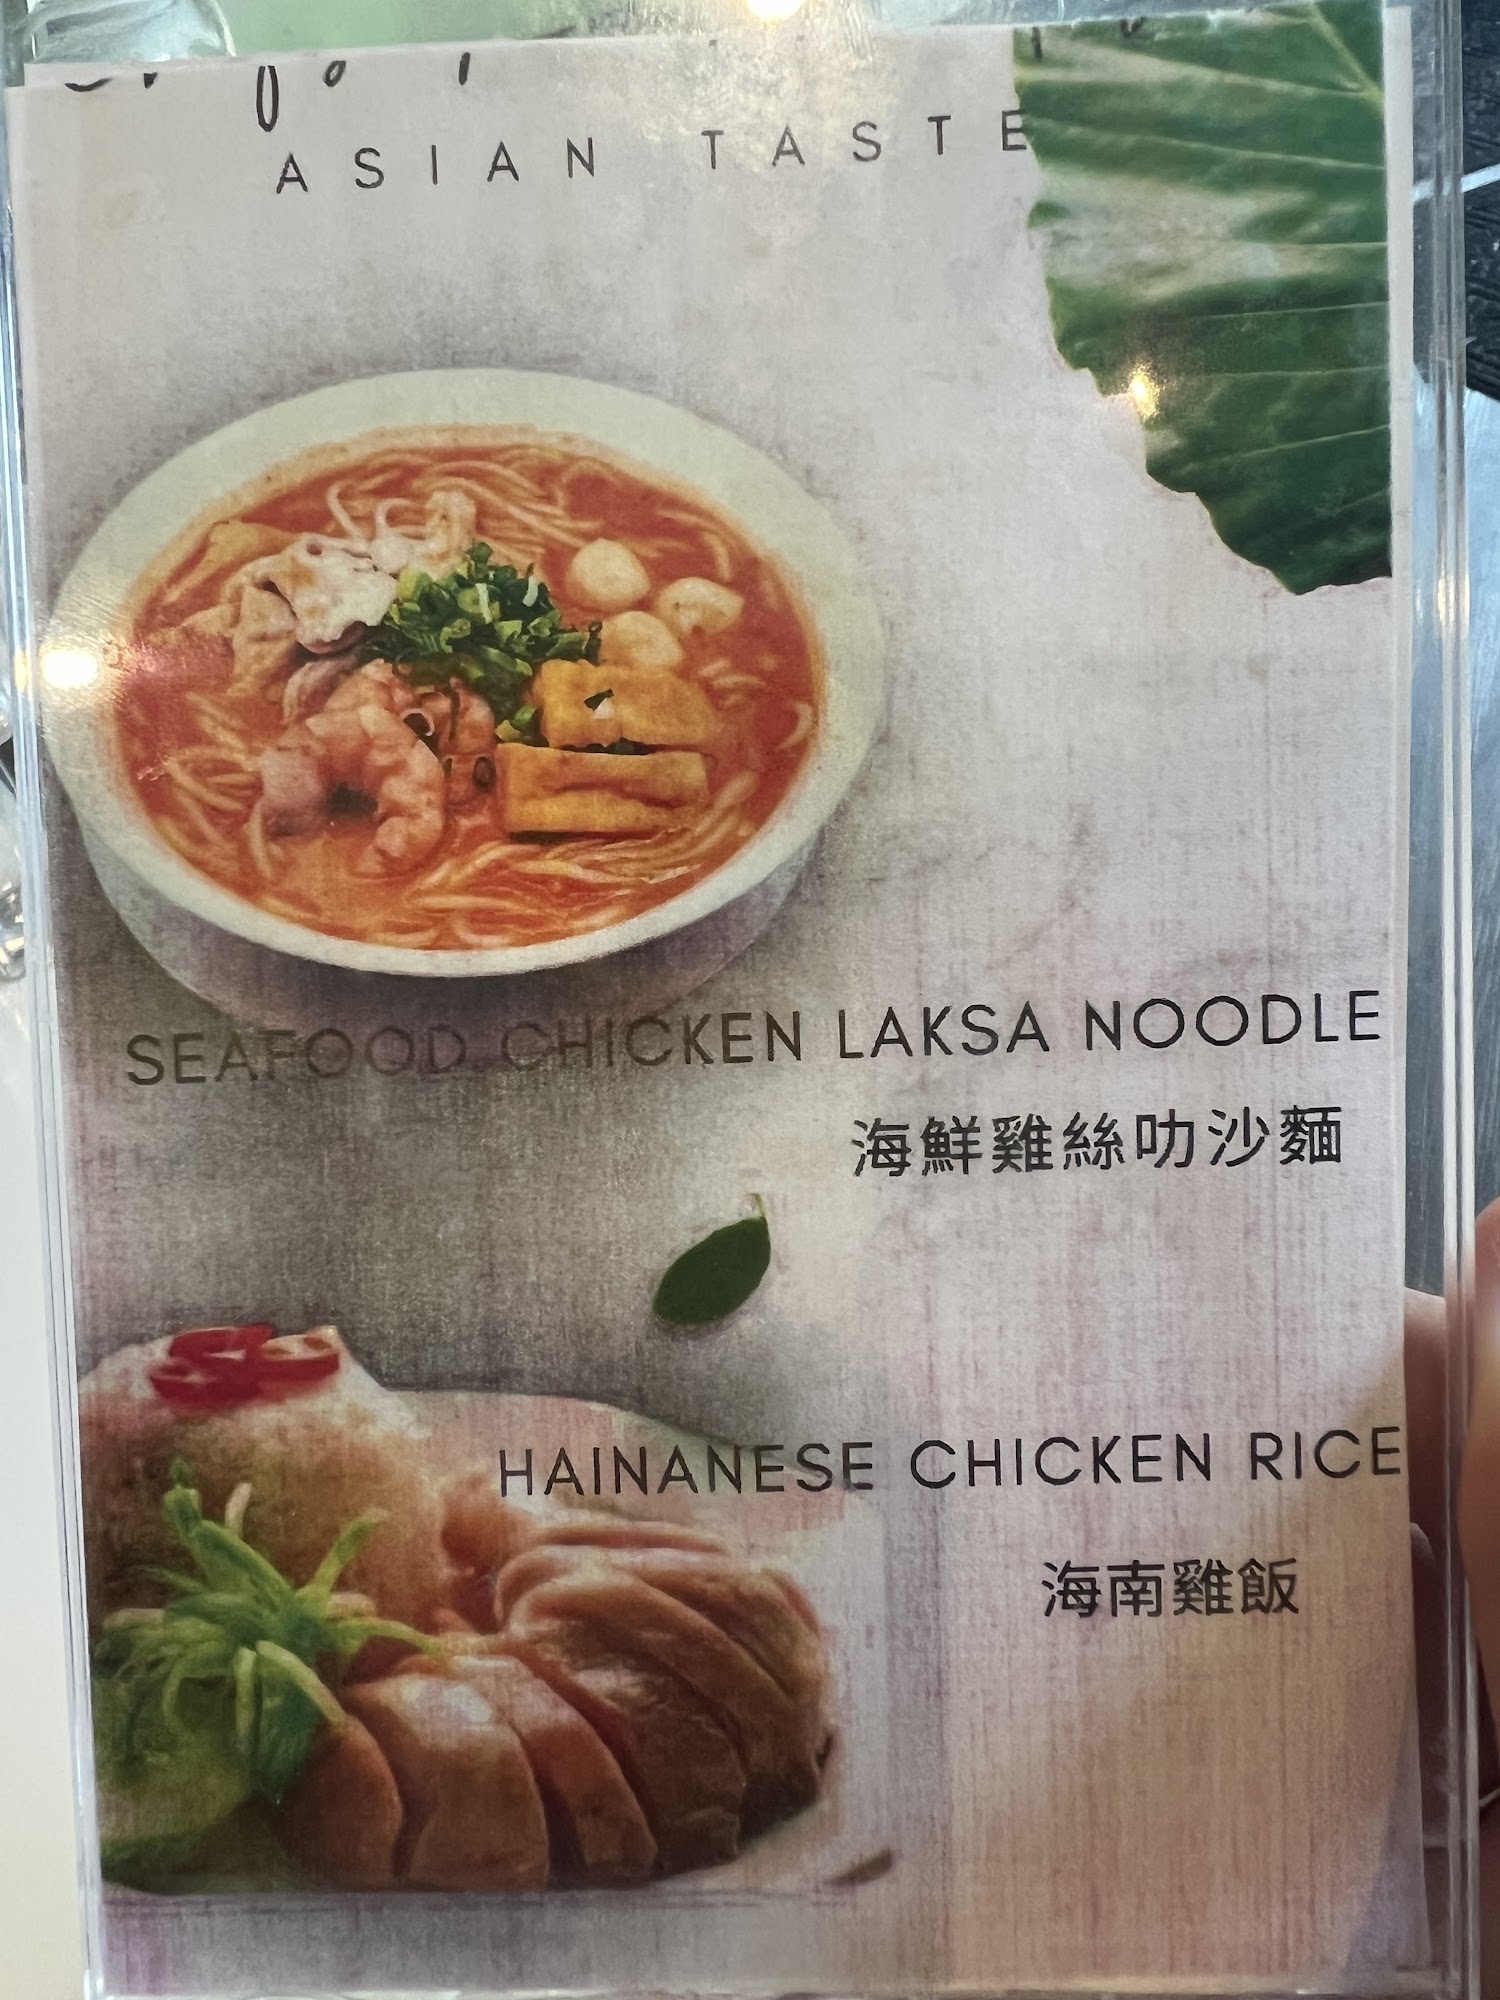 ASIAN TASTE
SEAFOOD CHICKEN LAKSA NOODLE
海鮮雞絲叻沙麵
HAINANESE CHICKEN RICE
海南雞飯